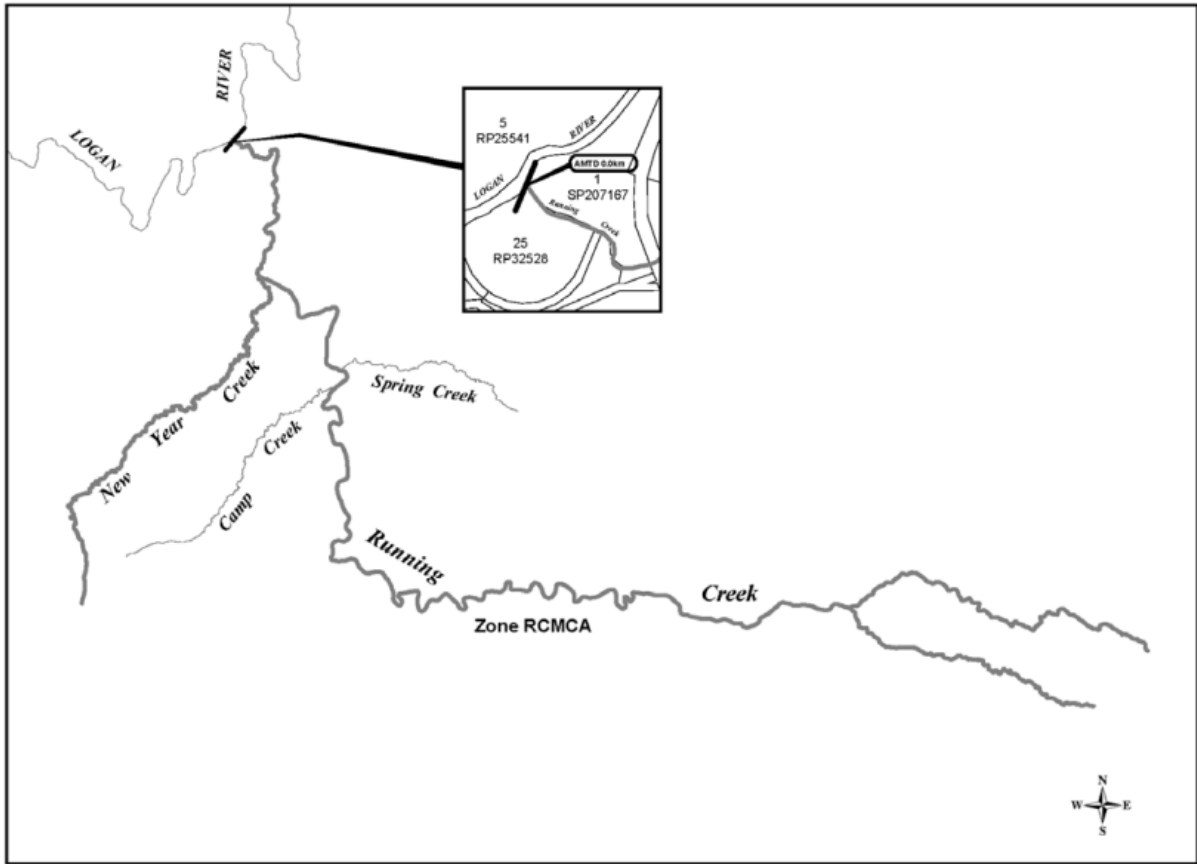 LOGAN
RIVER
5
RP25541
LOGAN
RIVER
AMTD 0.0km
1
SP207167
Running
Creek
25
RP32528
New Year Creek
Camp Creek
Spring Creek
Running Creek
Zone RCMCA
N
W
E
S